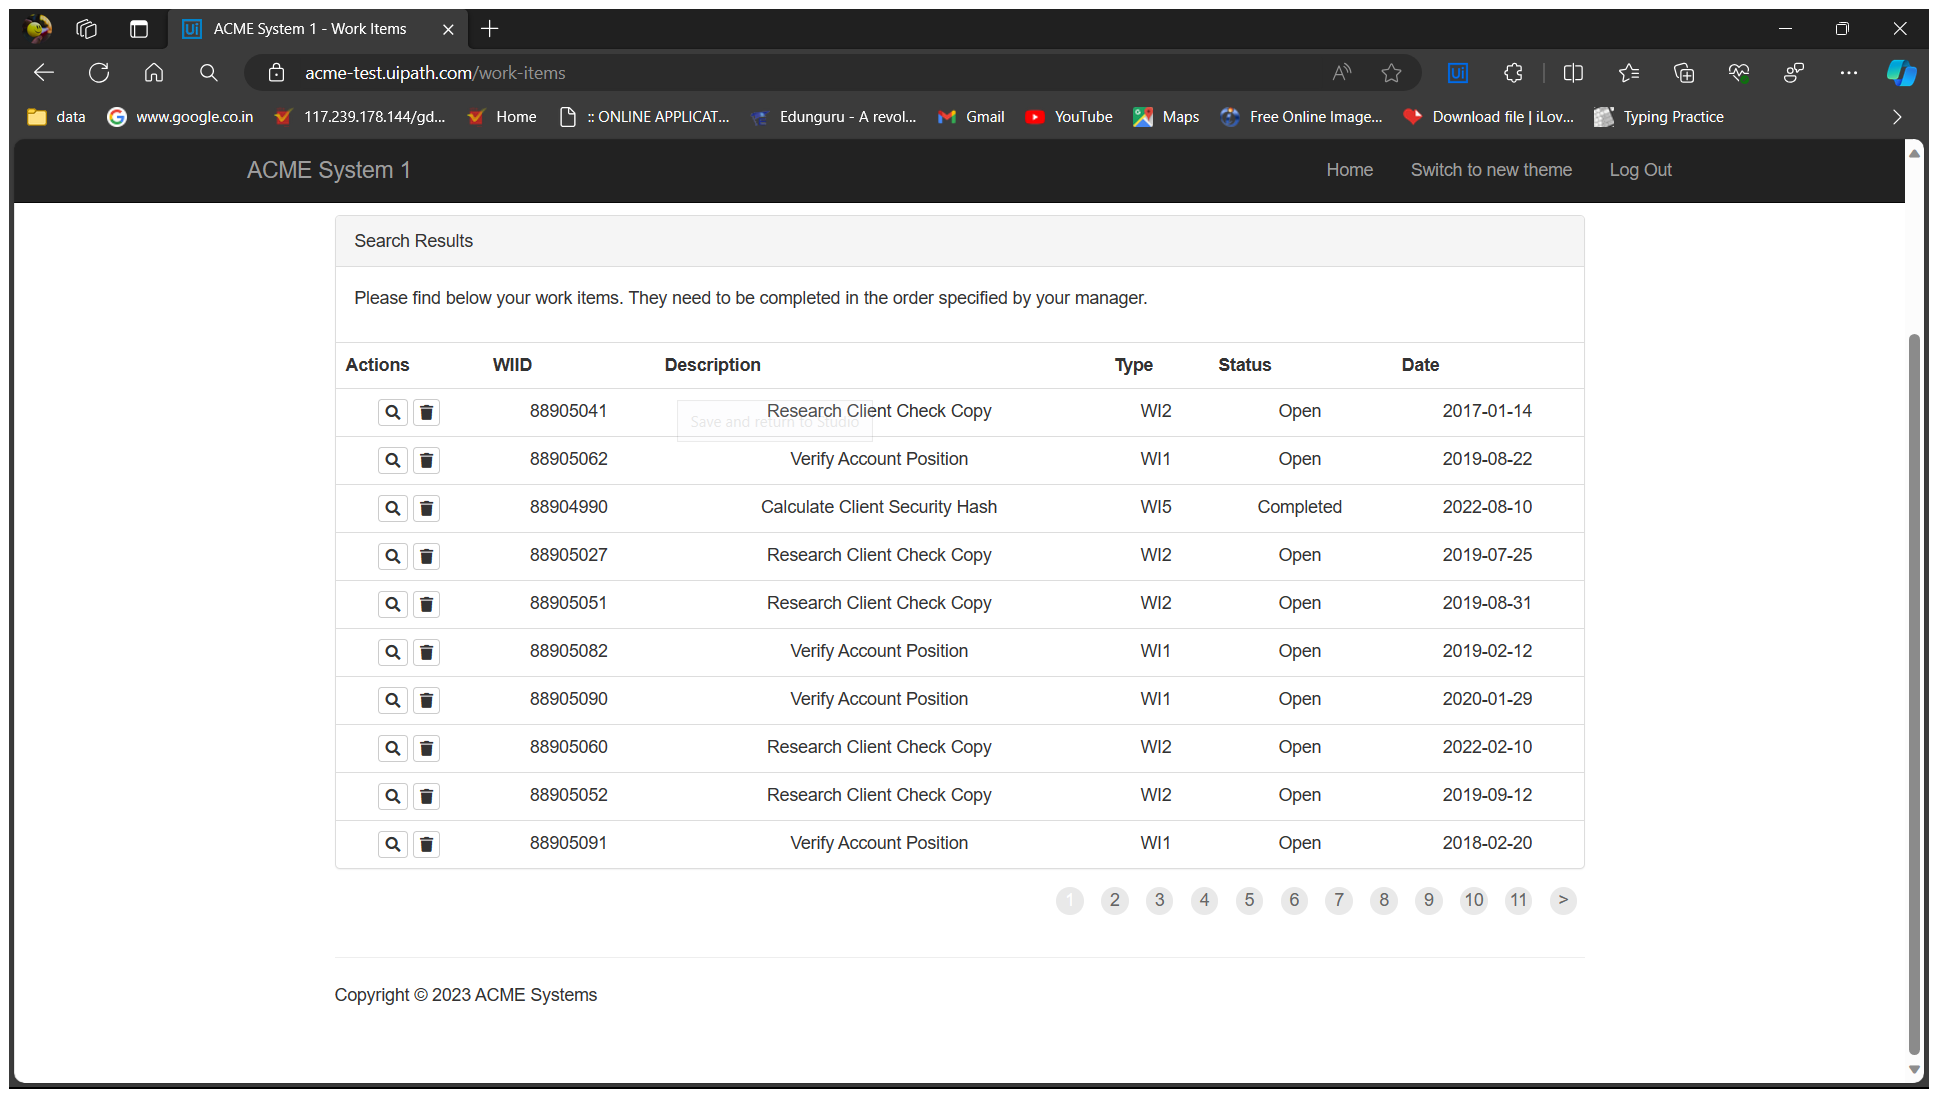 ACME System 1 - Work Items
acme-test.uipath.com/work-items
data www.google.co.in 117.239.178.144/gd... Home :: ONLINE APPLICAT... Edunguru - A revol... Gmail YouTube Maps Free Online Image... Download file | iLov... Typing Practice
ACME System 1 Home Switch to new theme Log Out
Search Results
Please find below your work items. They need to be completed in the order specified by your manager.
Actions WIID Description Type Status Date
88905041 Research Client Check Copy WI2 Open 2017-01-14
Save and return to Studio
88905062 Verify Account Position WI1 Open 2019-08-22
88904990 Calculate Client Security Hash WI5 Completed 2022-08-10
88905027 Research Client Check Copy WI2 Open 2019-07-25
88905051 Research Client Check Copy WI2 Open 2019-08-31
88905082 Verify Account Position WI1 Open 2019-02-12
88905090 Verify Account Position WI1 Open 2020-01-29
88905060 Research Client Check Copy WI2 Open 2022-02-10
88905052 Research Client Check Copy WI2 Open 2019-09-12
88905091 Verify Account Position WI1 Open 2018-02-20
1 2 3 4 5 6 7 8 9 10 11 >
Copyright © 2023 ACME Systems